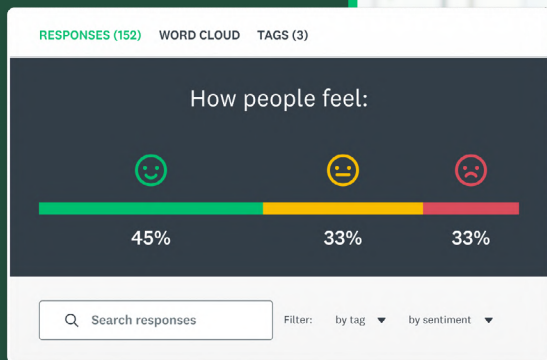 RESPONSES (152) WORD CLOUD TAGS (3)
How people feel:
45% 33% 33%
Search responses Filter: by tag by sentiment